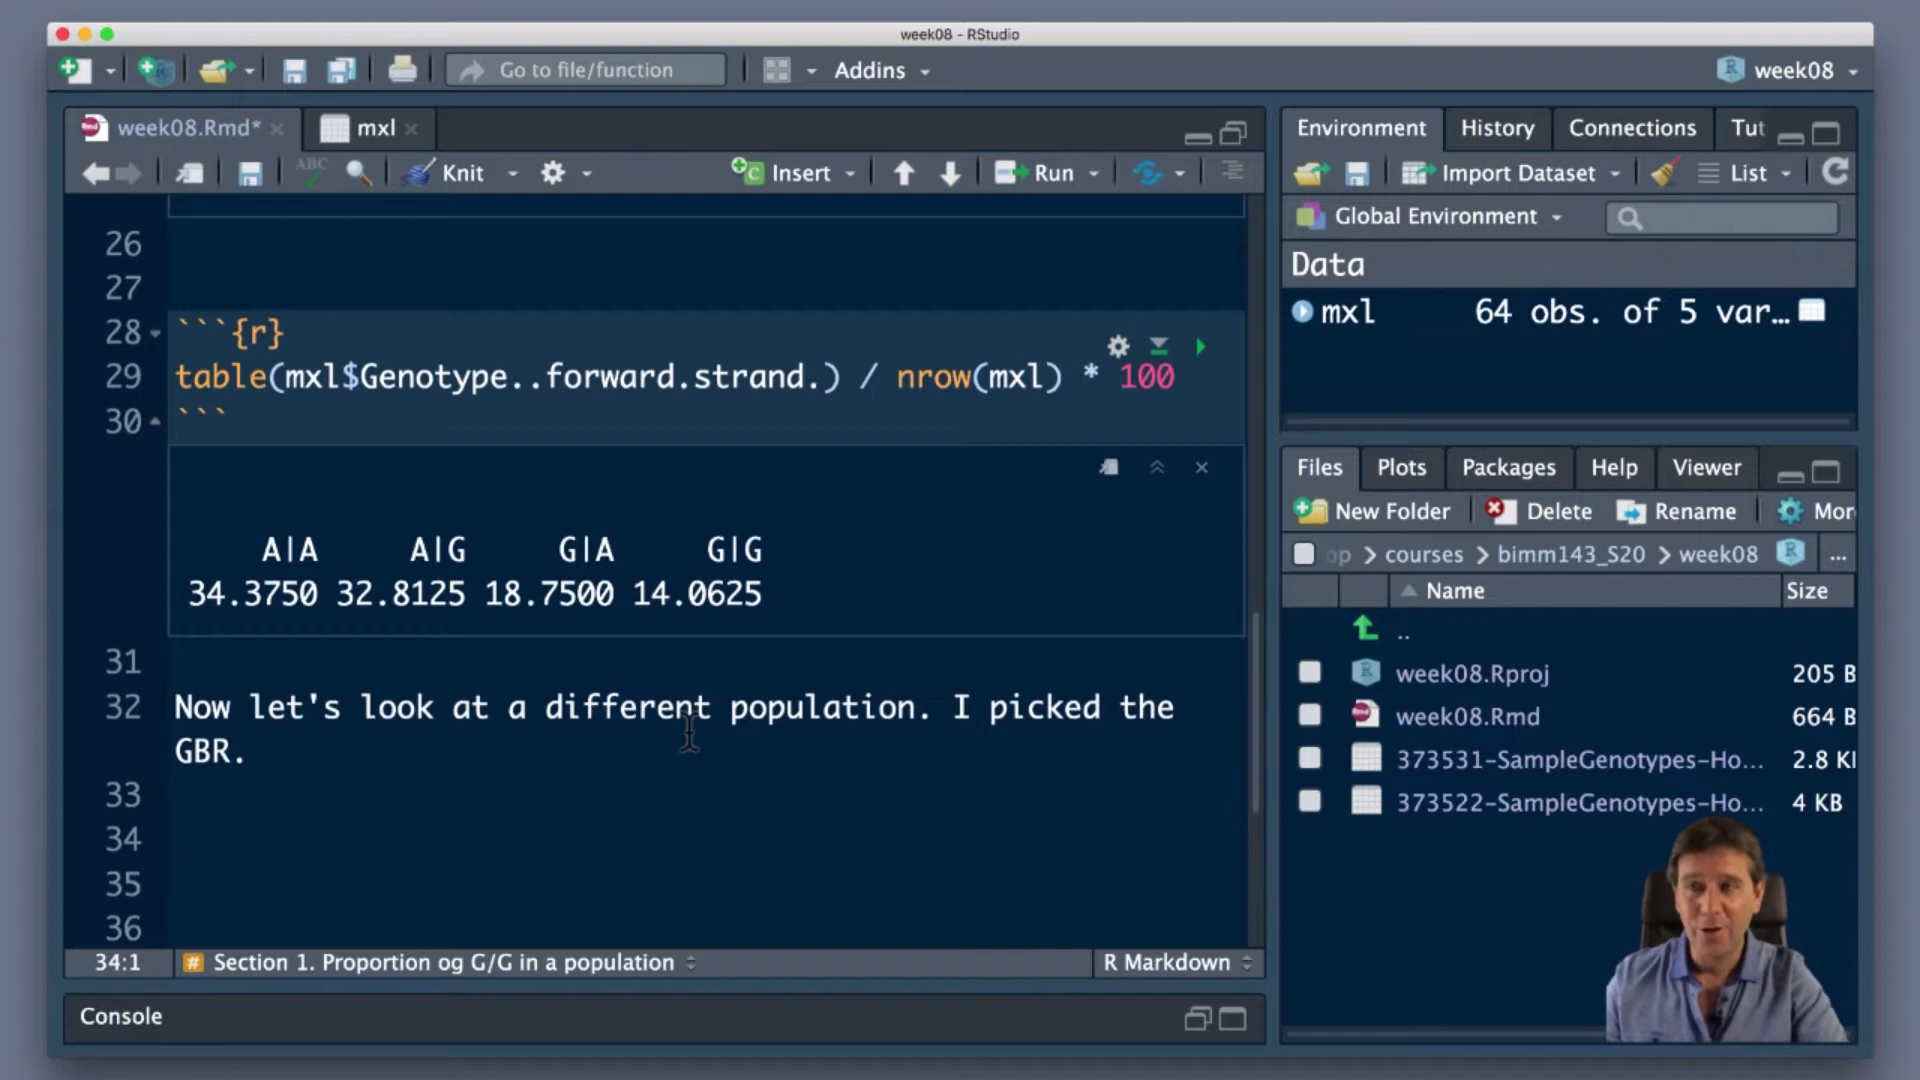 week08 - RStudio
Go to file/function
Addins
week08
week08.Rmd*
mxl
ABC
Knit
Insert
Run
26
27
28 ```{r}
29 table(mxl$Genotype..forward.strand.) / nrow(mxl) * 100
30 ```
A|A A|G G|A G|G
34.3750 32.8125 18.7500 14.0625
31
32 Now let's look at a different population. I picked the
GBR.
33
34
35
36
34:1
# Section 1. Proportion og G/G in a population
R Markdown
Console
Environment History Connections Tut
Import Dataset
List
Global Environment
Data
mxl 64 obs. of 5 var...
Files Plots Packages Help Viewer
New Folder Delete Rename Mor
op > courses > bimm143_S20 > week08 ...
Name Size
..
week08.Rproj 205 B
week08.Rmd 664 B
373531-SampleGenotypes-Ho... 2.8 KI
373522-SampleGenotypes-Ho... 4 KB